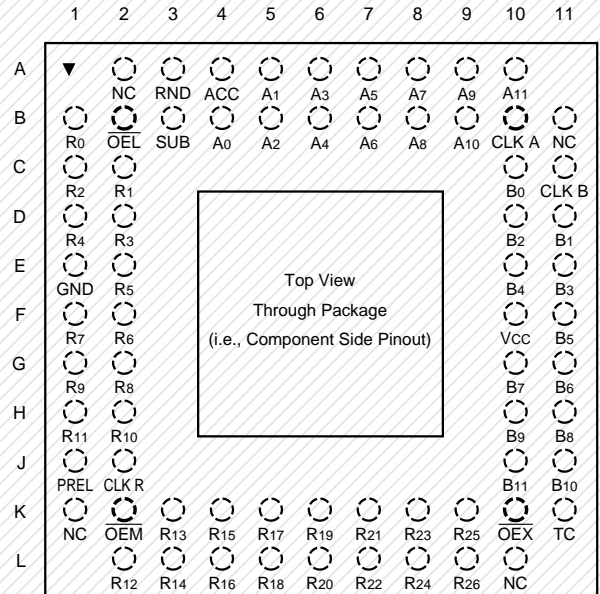 1 2 3 4 5 6 7 8 9 10 11
A ▼
NC RND ACC A1 A3 A5 A7 A9 A11
B
R0 OEL SUB A0 A2 A4 A6 A8 A10 CLK A NC
C
R2 R1 B0 CLK B
D
R4 R3 B2 B1
E
GND R5 B4 B3
Top View
Through Package
(i.e., Component Side Pinout)
F
R7 R6 VCC B5
G
R9 R8 B7 B6
H
R11 R10 B9 B8
J
PREL CLK R B11 B10
K
NC OEM R13 R15 R17 R19 R21 R23 R25 OEX TC
L
R12 R14 R16 R18 R20 R22 R24 R26 NC